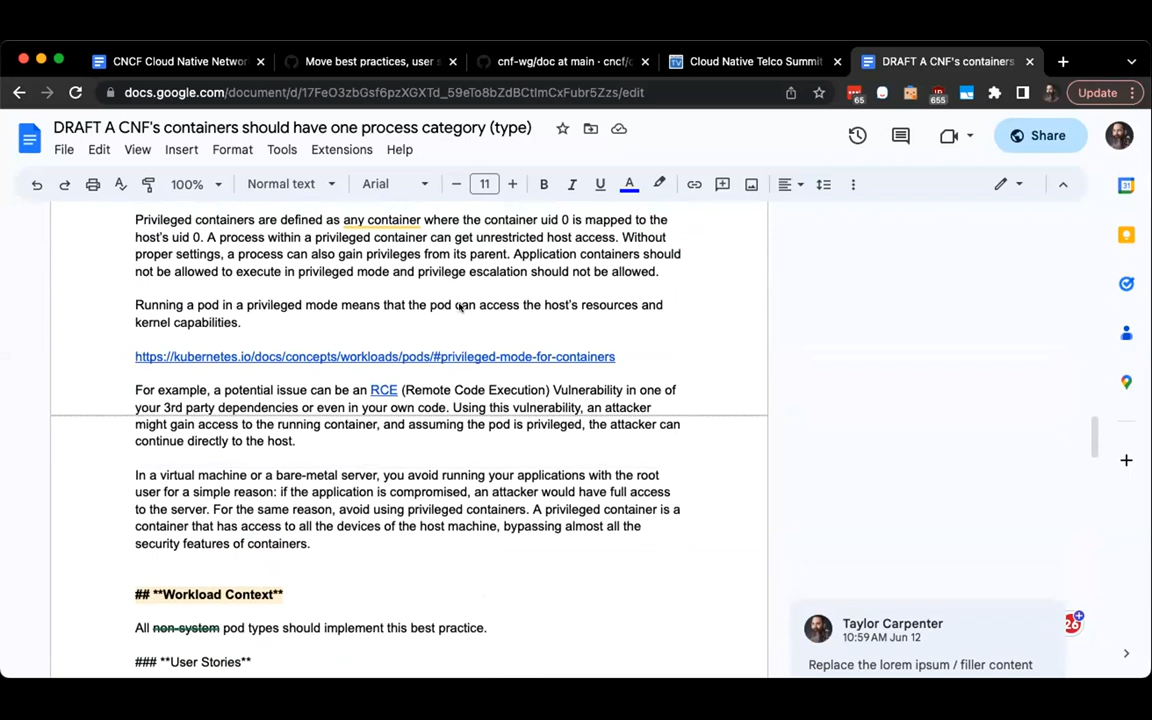 CNCF Cloud Native Networ
Move best practices, user s
cnf-wg/doc at main · cncf/c
Cloud Native Telco Summit
DRAFT A CNF's containers
docs.google.com/document/d/17FeO3zbGsf6pzXGXTd_59eTo8bZdBCtImCxFubr5Zzs/edit
65
655
Update
DRAFT A CNF's containers should have one process category (type)
File Edit View Insert Format Tools Extensions Help
Share
100%
Normal text
Arial
11
B I U A
Privileged containers are defined as any container where the container uid 0 is mapped to the
host's uid 0. A process within a privileged container can get unrestricted host access. Without
proper settings, a process can also gain privileges from its parent. Application containers should
not be allowed to execute in privileged mode and privilege escalation should not be allowed.
Running a pod in a privileged mode means that the pod can access the host's resources and
kernel capabilities.
https://kubernetes.io/docs/concepts/workloads/pods/#privileged-mode-for-containers
For example, a potential issue can be an RCE (Remote Code Execution) Vulnerability in one of
your 3rd party dependencies or even in your own code. Using this vulnerability, an attacker
might gain access to the running container, and assuming the pod is privileged, the attacker can
continue directly to the host.
In a virtual machine or a bare-metal server, you avoid running your applications with the root
user for a simple reason: if the application is compromised, an attacker would have full access
to the server. For the same reason, avoid using privileged containers. A privileged container is a
container that has access to all the devices of the host machine, bypassing almost all the
security features of containers.
## **Workload Context**
All non-system pod types should implement this best practice.
### **User Stories**
Taylor Carpenter
10:59 AM Jun 12
Replace the lorem ipsum / filler content
26